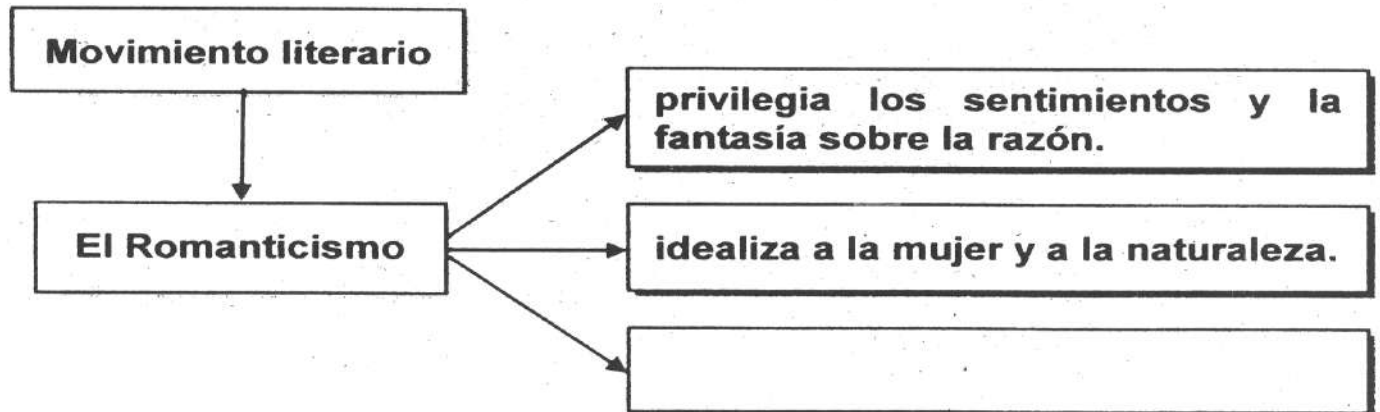 Movimiento literario
privilegia los sentimientos y la
fantasía sobre la razón.
El Romanticismo
idealiza a la mujer y a la naturaleza.